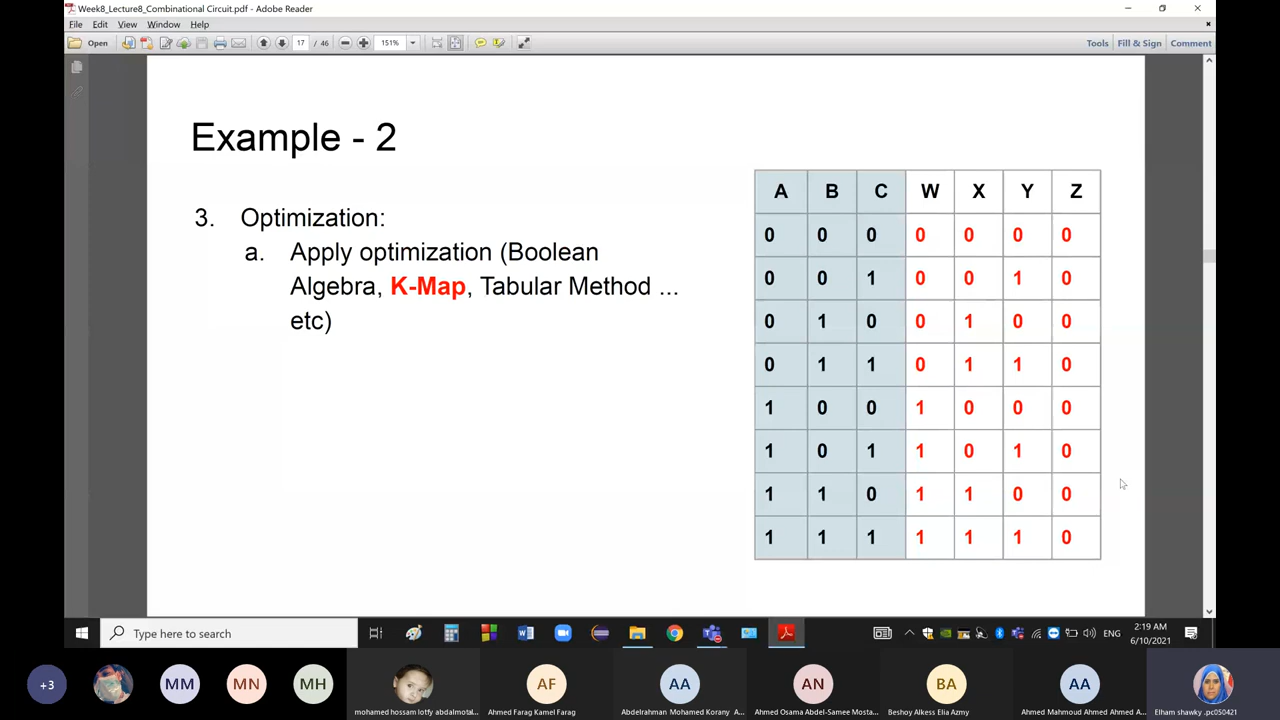 Week8_Lecture8_Combinational Circuit.pdf - Adobe Reader
File Edit View Window Help
Open 17 / 46 151% Tools Fill & Sign Comment
Example - 2
3. Optimization:
a. Apply optimization (Boolean
Algebra, K-Map, Tabular Method ...
etc)
A B C W X Y Z
0 0 0 0 0 0 0
0 0 1 0 0 1 0
0 1 0 0 1 0 0
0 1 1 0 1 1 0
1 0 0 1 0 0 0
1 0 1 1 0 1 0
1 1 0 1 1 0 0
1 1 1 1 1 1 0
Type here to search
ENG
2:19 AM
6/10/2021
+3 MM MN MH AF AA AN BA AA
mohamed hossam lotfy abdalmotal... Ahmed Farag Kamel Farag Abdelrahman Mohamed Korany A... Ahmed Osama Abdel-Samee Mosta... Beshoy Alkess Elia Azmy Ahmed Mahmoud Ahmed Ahmed A... Elham shawky .pc050421